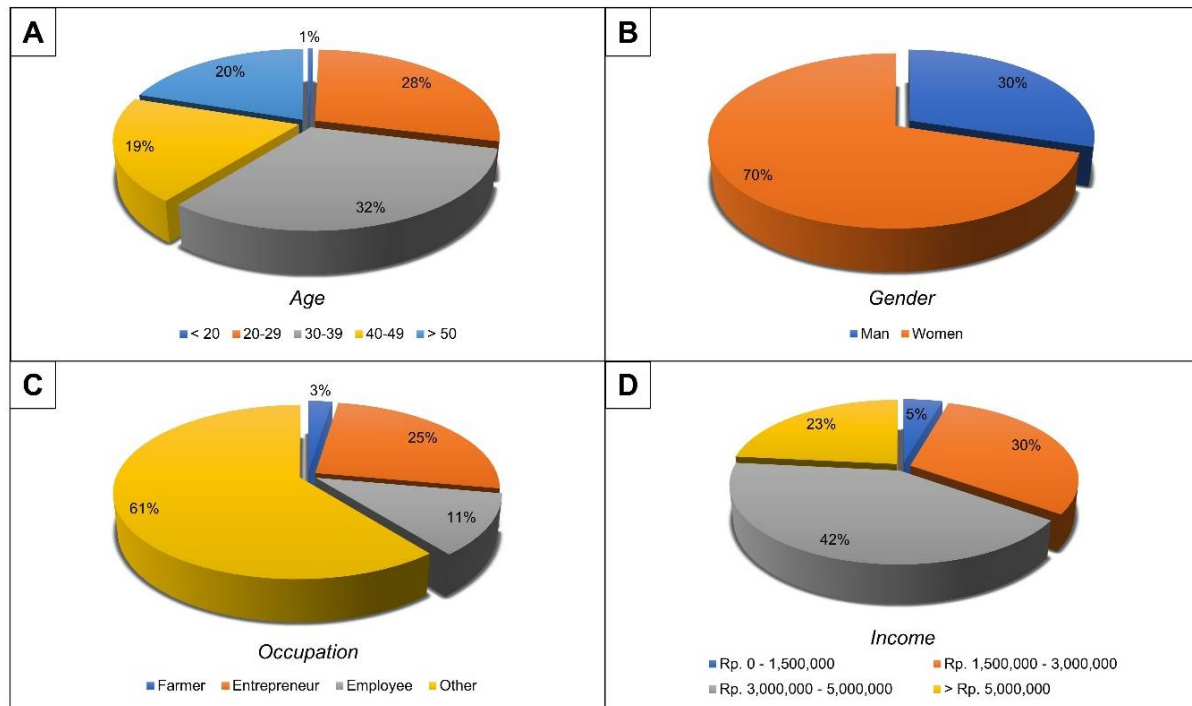 A
1%
20%
28%
19%
32%
Age
< 20 20-29 30-39 40-49 > 50
B
30%
70%
Gender
Man Women
C
3%
25%
61%
11%
Occupation
Farmer Entrepreneur Employee Other
D
5%
23%
30%
42%
Income
Rp. 0 - 1,500,000 Rp. 1,500,000 - 3,000,000
Rp. 3,000,000 - 5,000,000 > Rp. 5,000,000